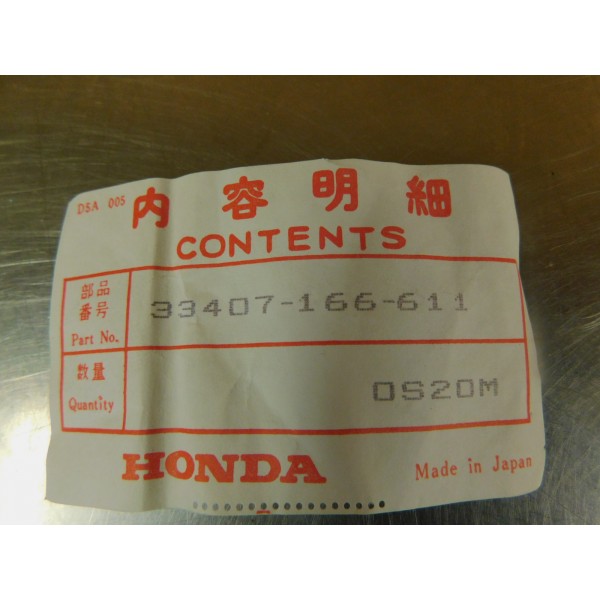 DSA 005 内容明細
CONTENTS
部品
番号
Part No. 33407-166-611
数量
Quantity 0S20M
HONDA Made in Japan